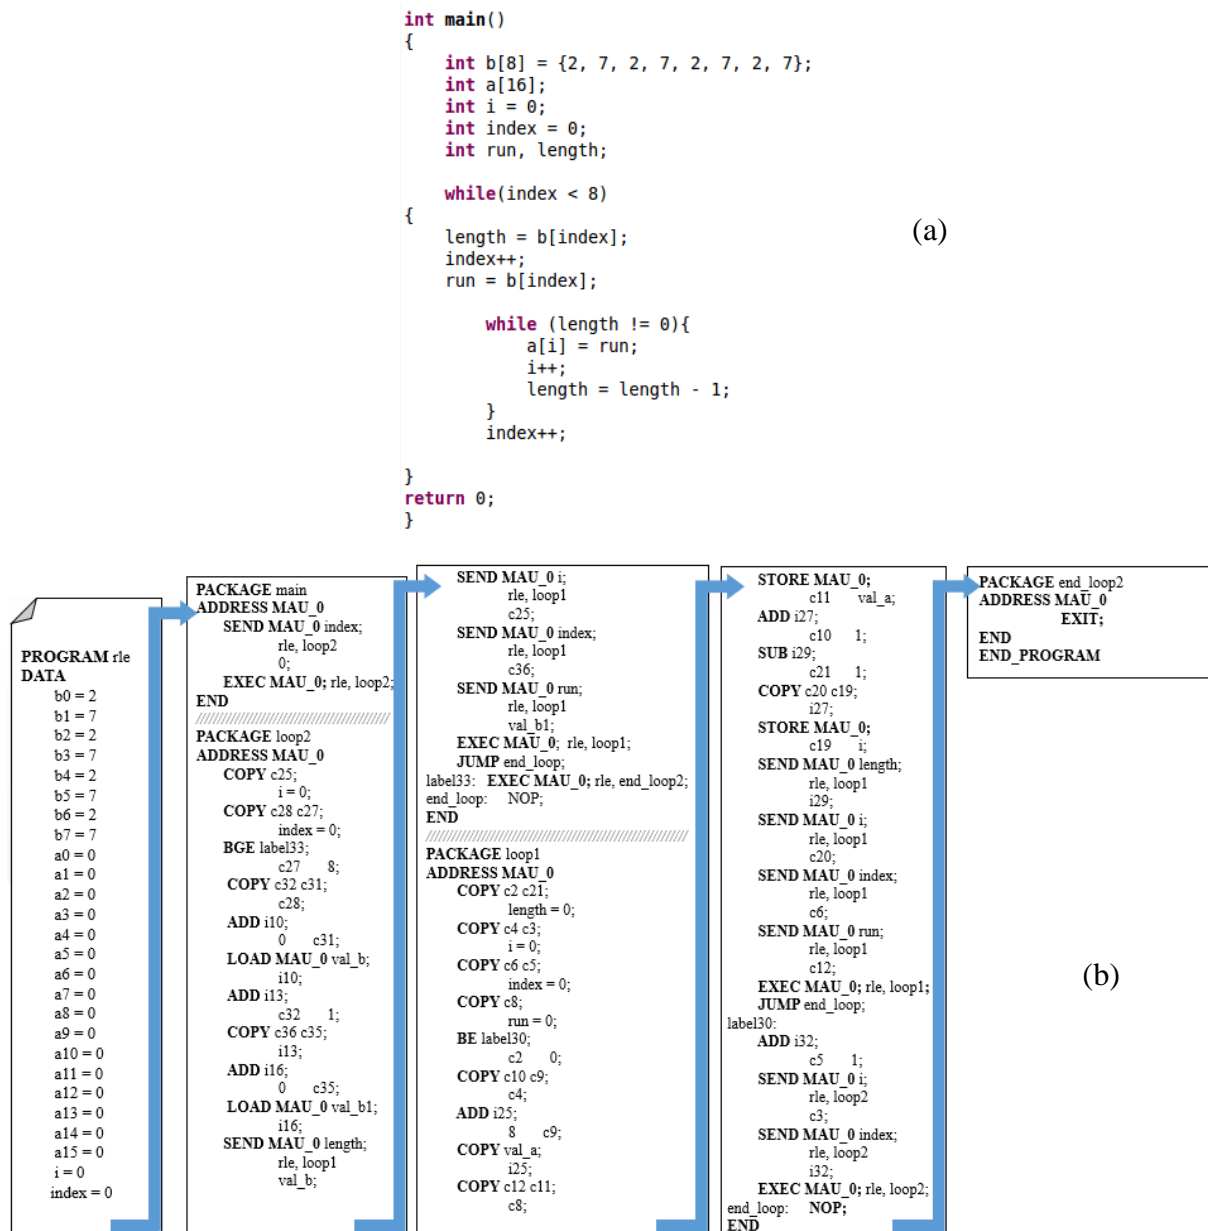 int main()
{
int b[8] = {2, 7, 2, 7, 2, 7, 2, 7};
int a[16];
int i = 0;
int index = 0;
int run, length;
while(index < 8)
{
length = b[index];
index++;
run = b[index];
while (length != 0){
a[i] = run;
i++;
length = length - 1;
}
index++;
}
return 0;
}
(a)
PROGRAM rle
DATA
b0 = 2
b1 = 7
b2 = 2
b3 = 7
b4 = 2
b5 = 7
b6 = 2
b7 = 7
a0 = 0
a1 = 0
a2 = 0
a3 = 0
a4 = 0
a5 = 0
a6 = 0
a7 = 0
a8 = 0
a9 = 0
a10 = 0
a11 = 0
a12 = 0
a13 = 0
a14 = 0
a15 = 0
i = 0
index = 0
PACKAGE main
ADDRESS MAU_0
SEND MAU_0 index;
rle, loop2
0;
EXEC MAU_0; rle, loop2;
END
//////////////////////////////////////////////////
PACKAGE loop2
ADDRESS MAU_0
COPY c25;
i = 0;
COPY c28 c27;
index = 0;
BGE label33;
c27 8;
COPY c32 c31;
c28;
ADD i10;
0 c31;
LOAD MAU_0 val_b;
i10;
ADD i13;
c32 1;
COPY c36 c35;
i13;
ADD i16;
0 c35;
LOAD MAU_0 val_b1;
i16;
SEND MAU_0 length;
rle, loop1
val_b;
SEND MAU_0 i;
rle, loop1
c25;
SEND MAU_0 index;
rle, loop1
c36;
SEND MAU_0 run;
rle, loop1
val_b1;
EXEC MAU_0; rle, loop1;
JUMP end_loop;
label33: EXEC MAU_0; rle, end_loop2;
end_loop: NOP;
END
//////////////////////////////////////////////////////////////////
PACKAGE loop1
ADDRESS MAU_0
COPY c2 c21;
length = 0;
COPY c4 c3;
i = 0;
COPY c6 c5;
index = 0;
COPY c8;
run = 0;
BE label30;
c2 0;
COPY c10 c9;
c4;
ADD i25;
8 c9;
COPY val_a;
i25;
COPY c12 c11;
c8;
STORE MAU_0;
c11 val_a;
ADD i27;
c10 1;
SUB i29;
c21 1;
COPY c20 c19;
i27;
STORE MAU_0;
c19 i;
SEND MAU_0 length;
rle, loop1
i29;
SEND MAU_0 i;
rle, loop1
c20;
SEND MAU_0 index;
rle, loop1
c6;
SEND MAU_0 run;
rle, loop1
c12;
EXEC MAU_0; rle, loop1;
JUMP end_loop;
label30:
ADD i32;
c5 1;
SEND MAU_0 i;
rle, loop2
c3;
SEND MAU_0 index;
rle, loop2
i32;
EXEC MAU_0; rle, loop2;
end_loop: NOP;
END
PACKAGE end_loop2
ADDRESS MAU_0
EXIT;
END
END_PROGRAM
(b)